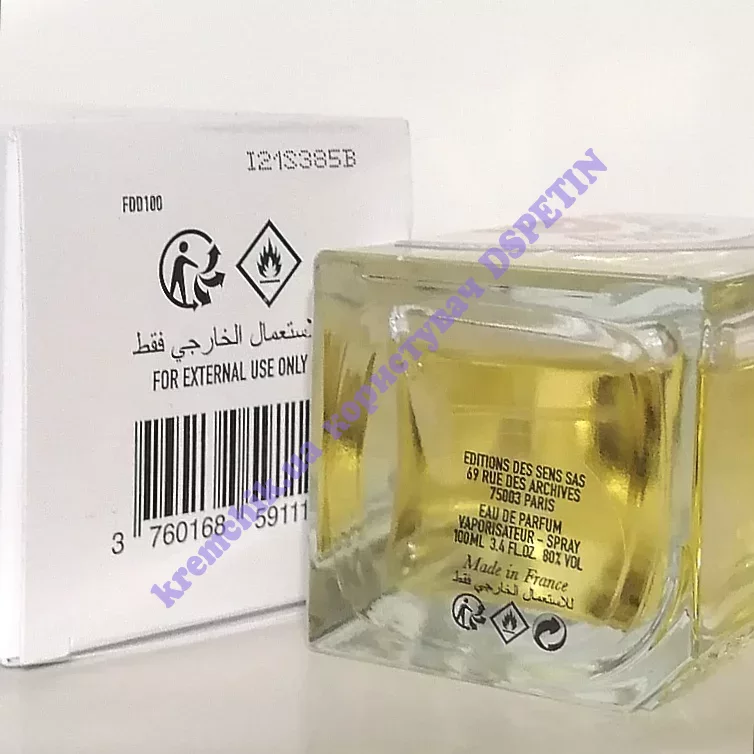 I21S385B
FDD100
للاستعمال الخارجي فقط
FOR EXTERNAL USE ONLY
3 760168 59111
EDITIONS DES SENS SAS
69 RUE DES ARCHIVES
75003 PARIS
EAU DE PARFUM
VAPORISATEUR - SPRAY
100ML 3.4 FL.OZ. 80% VOL
Made in France
للاستعمال الخارجي فقط
kremchik.ua користувач DSPETIN